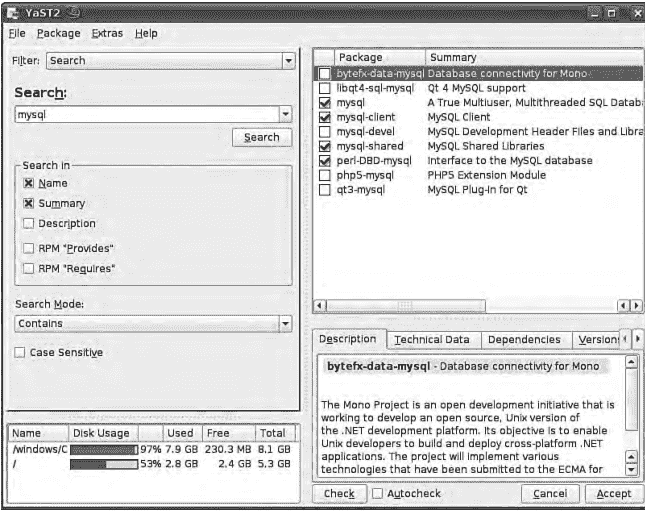 YaST2
File Package Extras Help
Filter: Search
Search:
mysql
Search
Search in
Name
Summary
Description
RPM "Provides"
RPM "Requires"
Search Mode:
Contains
Case Sensitive
Name Disk Usage Used Free Total
/windows/C 97% 7.9 GB 230.3 MB 8.1 GB
/ 53% 2.8 GB 2.4 GB 5.3 GB
Package Summary
bytefx-data-mysql Database connectivity for Mono
libqt4-sql-mysql Qt 4 MySQL support
mysql A True Multiuser, Multithreaded SQL Datab
mysql-client MySQL Client
mysql-devel MySQL Development Header Files and Libra
mysql-shared MySQL Shared Libraries
perl-DBD-mysql Interface to the MySQL database
php5-mysql PHP5 Extension Module
qt3-mysql MySQL Plug-In for Qt
Description Technical Data Dependencies Version
bytefx-data-mysql - Database connectivity for Mono
The Mono Project is an open development initiative that is
working to develop an open source, Unix version of
the .NET development platform. Its objective is to enable
Unix developers to build and deploy cross-platform .NET
applications. The project will implement various
technologies that have been submitted to the ECMA for
Check Autocheck Cancel Accept